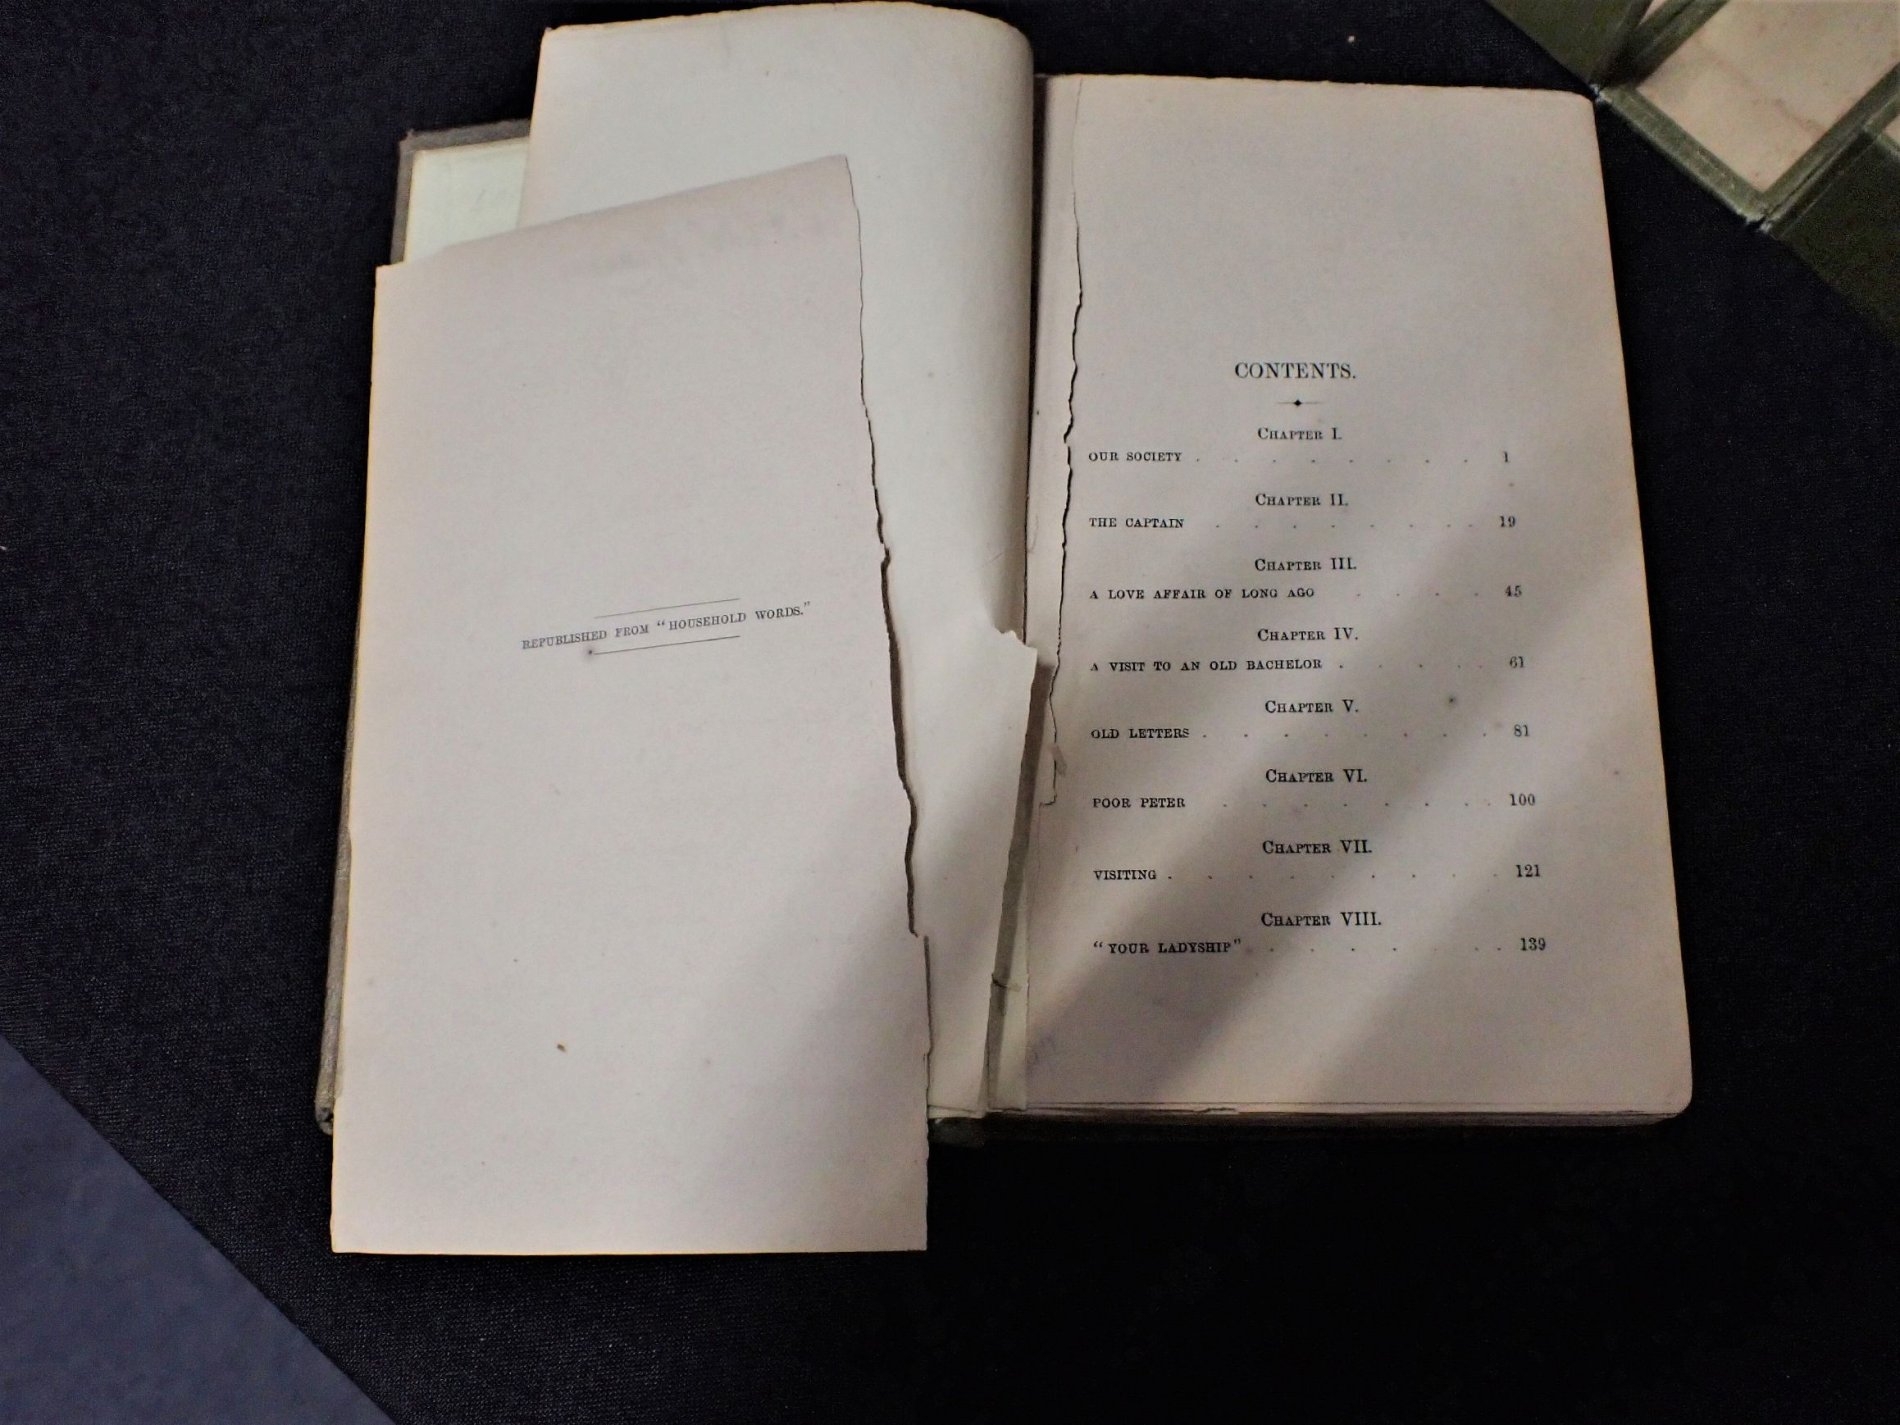 REPUBLISHED FROM "HOUSEHOLD WORDS."
CONTENTS.
CHAPTER I.
OUR SOCIETY . . . . . . . . 1
CHAPTER II.
THE CAPTAIN . . . . . . . . 19
CHAPTER III.
A LOVE AFFAIR OF LONG AGO . . . . 45
CHAPTER IV.
A VISIT TO AN OLD BACHELOR . . . . . 61
CHAPTER V.
OLD LETTERS . . . . . . . . 81
CHAPTER VI.
POOR PETER . . . . . . . . 100
CHAPTER VII.
VISITING . . . . . . . . . 121
CHAPTER VIII.
"YOUR LADYSHIP" . . . . . . . 139